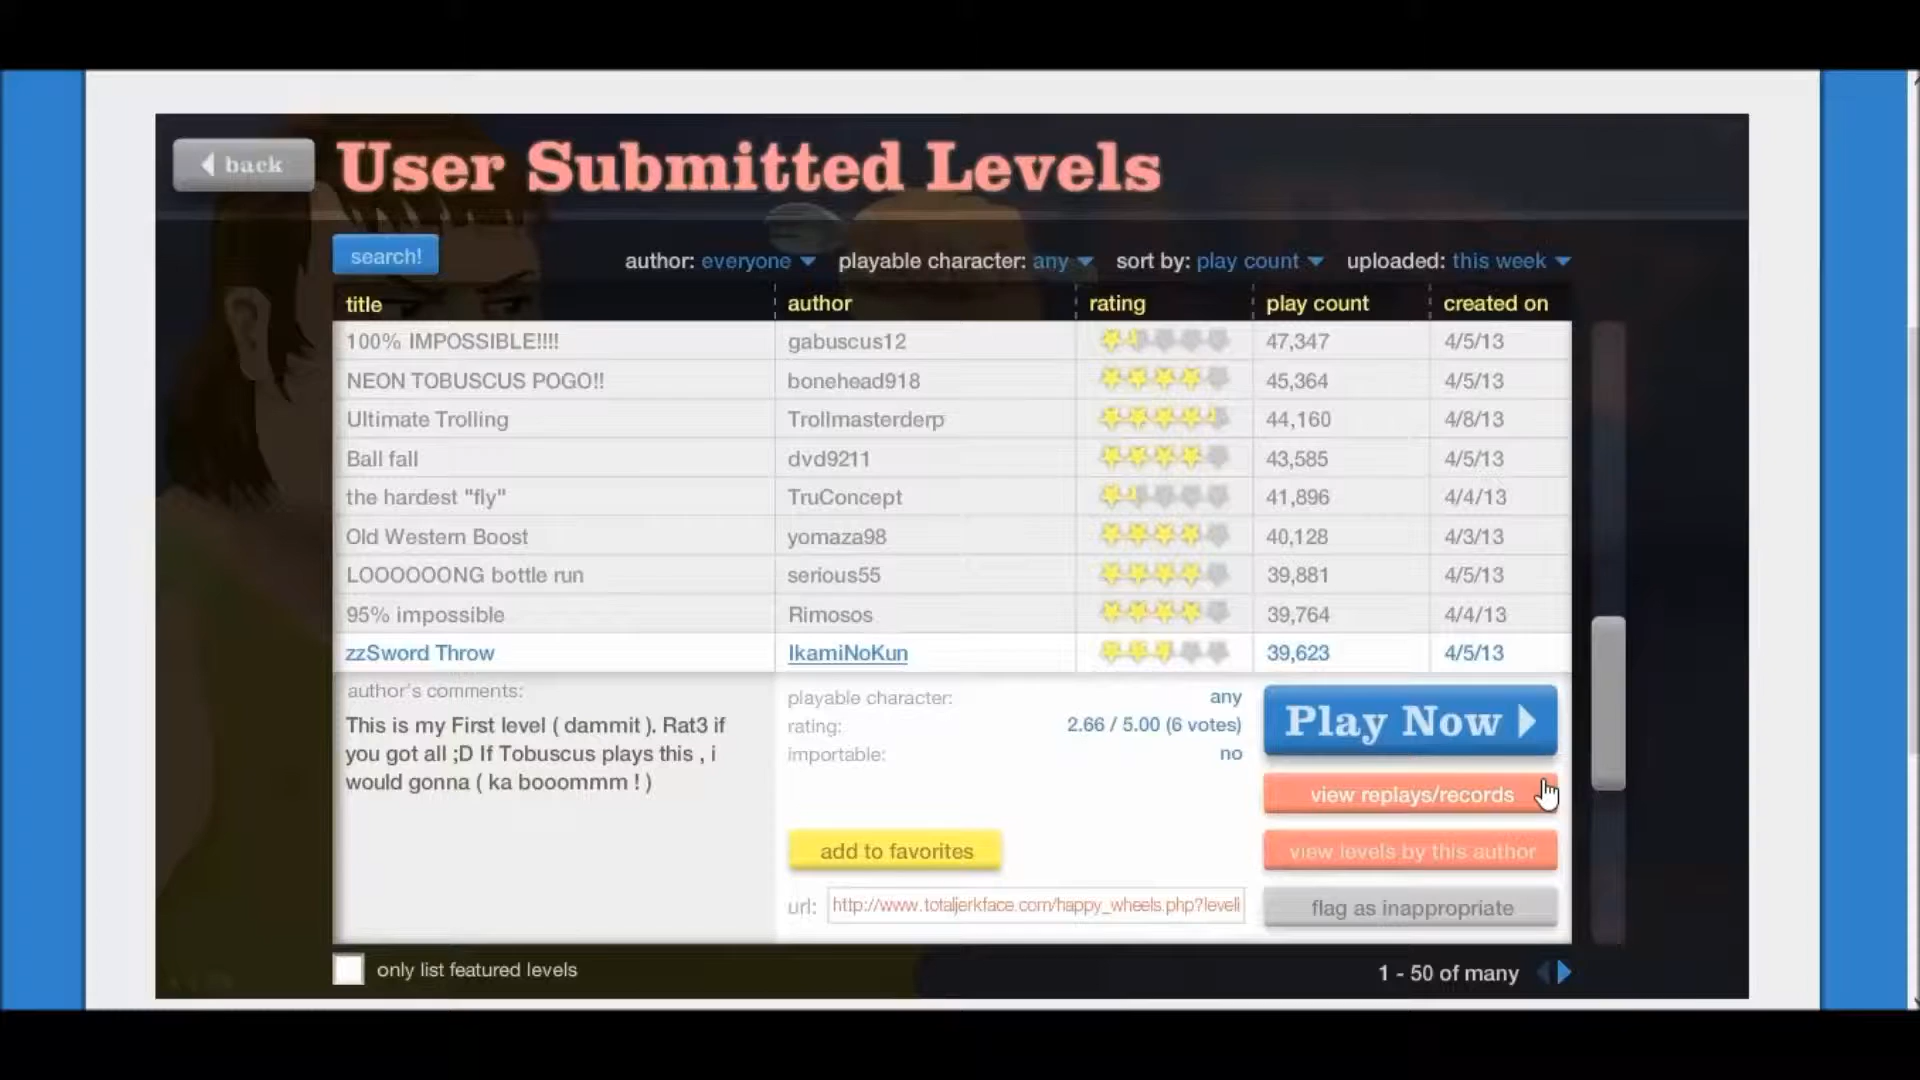 back
User Submitted Levels
search!
author: everyone playable character: any sort by: play count uploaded: this week
title author rating play count created on
100% IMPOSSIBLE!!!! gabuscus12 47,347 4/5/13
NEON TOBUSCUS POGO!! bonehead918 45,364 4/5/13
Ultimate Trolling Trollmasterderp 44,160 4/8/13
Ball fall dvd9211 43,585 4/5/13
the hardest "fly" TruConcept 41,896 4/4/13
Old Western Boost yomaza98 40,128 4/3/13
LOOOOOONG bottle run serious55 39,881 4/5/13
95% impossible Rimosos 39,764 4/4/13
zzSword Throw IkamiNoKun 39,623 4/5/13
author's comments:
This is my First level ( dammit ). Rat3 if
you got all ;D If Tobuscus plays this , i
would gonna ( ka booommm ! )
playable character: any
rating: 2.66 / 5.00 (6 votes)
importable: no
add to favorites
url: http://www.totaljerkface.com/happy_wheels.php?leveli
Play Now
view replays/records
view levels by this author
flag as inappropriate
only list featured levels
1 - 50 of many